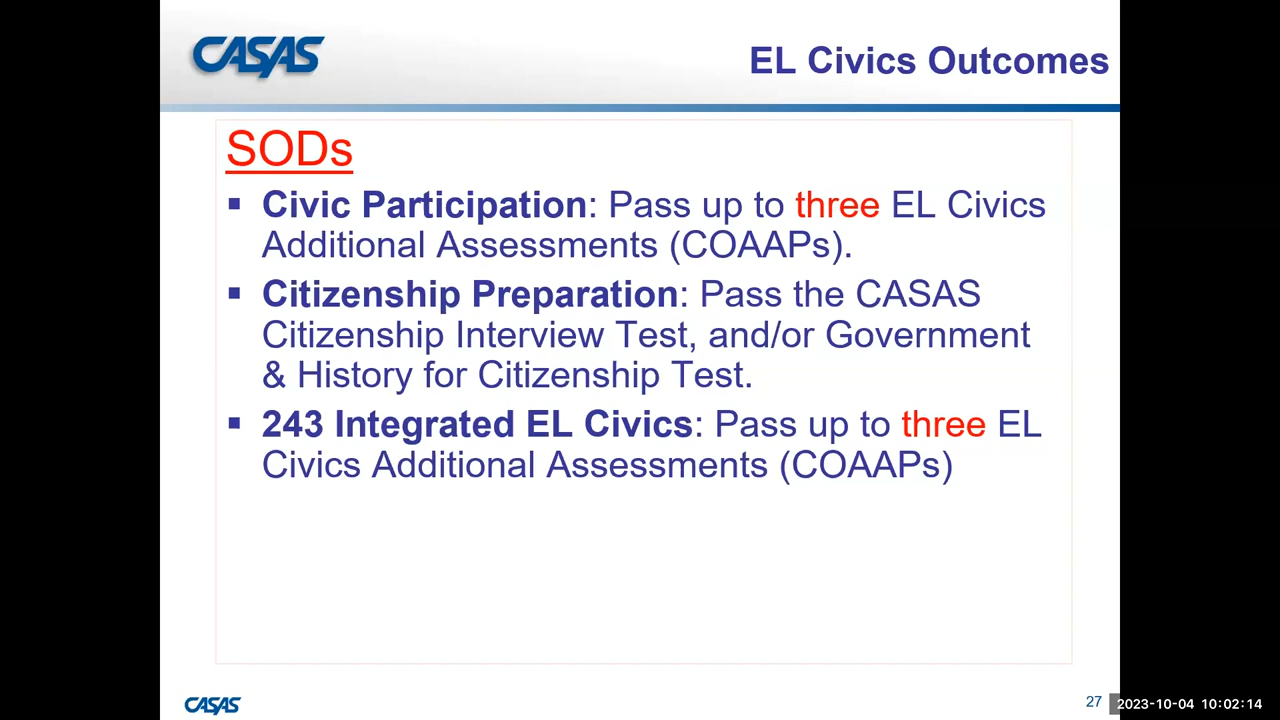 CASAS
EL Civics Outcomes
SODs
▪ Civic Participation: Pass up to three EL Civics
Additional Assessments (COAAPs).
▪ Citizenship Preparation: Pass the CASAS
Citizenship Interview Test, and/or Government
& History for Citizenship Test.
▪ 243 Integrated EL Civics: Pass up to three EL
Civics Additional Assessments (COAAPs)
CASAS
27
2023-10-04 10:02:14